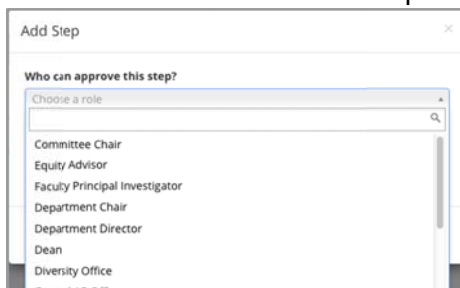 Add Step
×
Who can approve this step?
Choose a role
Committee Chair
Equity Advisor
Faculty Principal Investigator
Department Chair
Department Director
Dean
Diversity Office